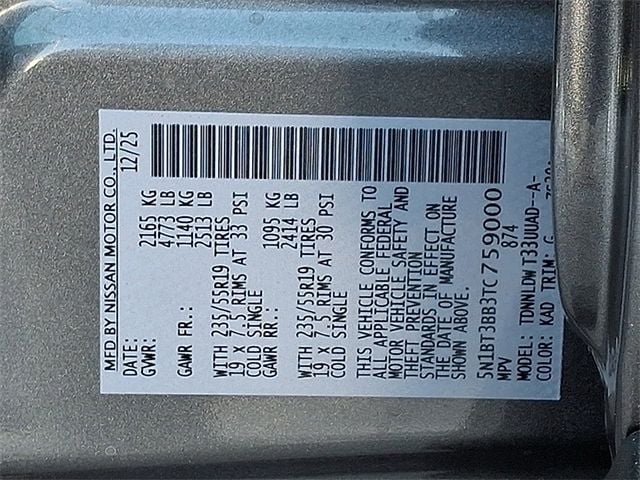 MFD BY NISSAN MOTOR CO., LTD.
DATE: 12/25
GVWR: 2165 KG
4773 LB
GAWR FR.: 1140 KG
2513 LB
WITH 235/55R19 TIRES
19 X 7.5 RIMS AT 33 PSI
COLD SINGLE
GAWR RR.: 1095 KG
2414 LB
WITH 235/55R19 TIRES
19 X 7.5 RIMS AT 30 PSI
COLD SINGLE
THIS VEHICLE CONFORMS TO
ALL APPLICABLE FEDERAL
MOTOR VEHICLE SAFETY AND
THEFT PREVENTION
STANDARDS IN EFFECT ON
THE DATE OF MANUFACTURE
SHOWN ABOVE.
5N1BT3BB3TC759000
MPV 874
MODEL: TDMNLDW T33UUAD--A-
COLOR: KAD TRIM: G